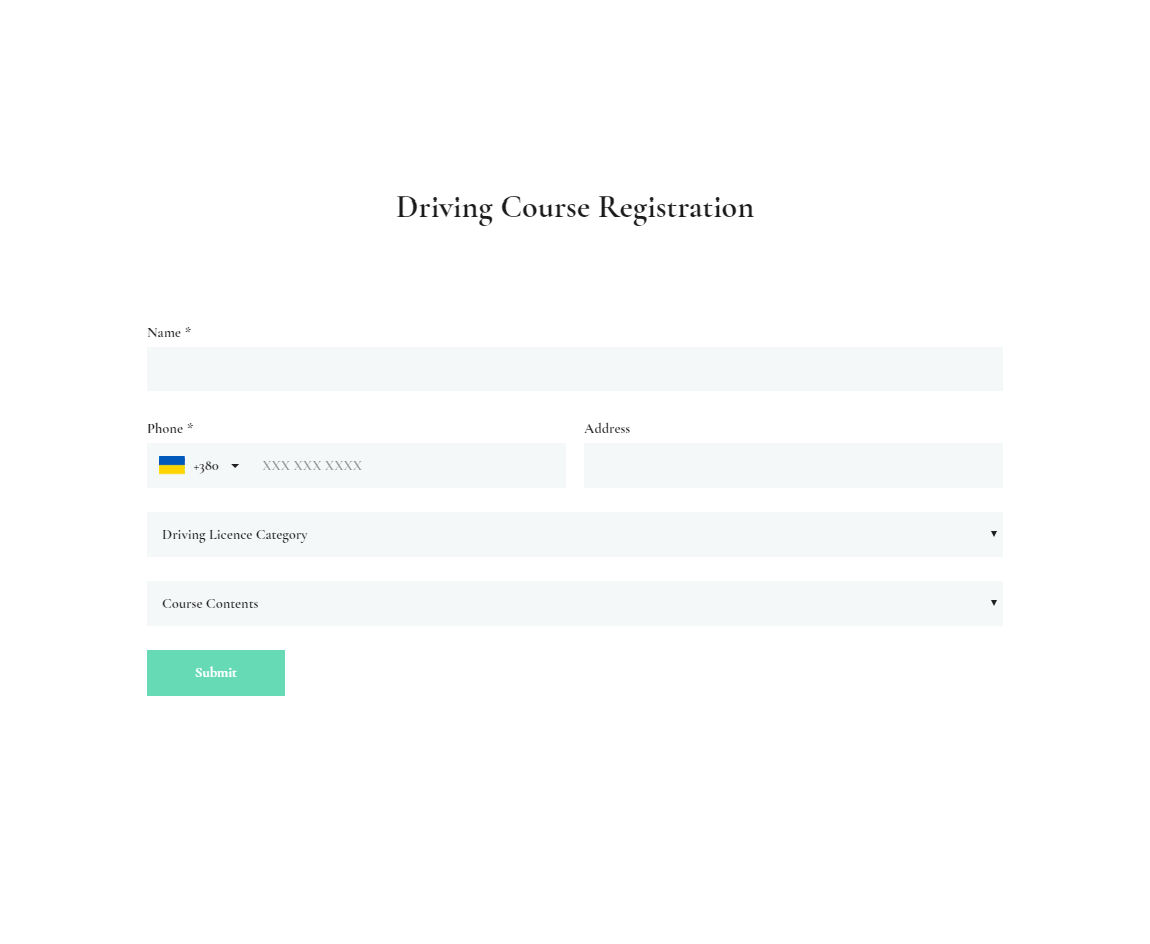 Driving Course Registration
Name *
Phone *
Address
+380 XXX XXX XXXX
Driving Licence Category
Course Contents
Submit